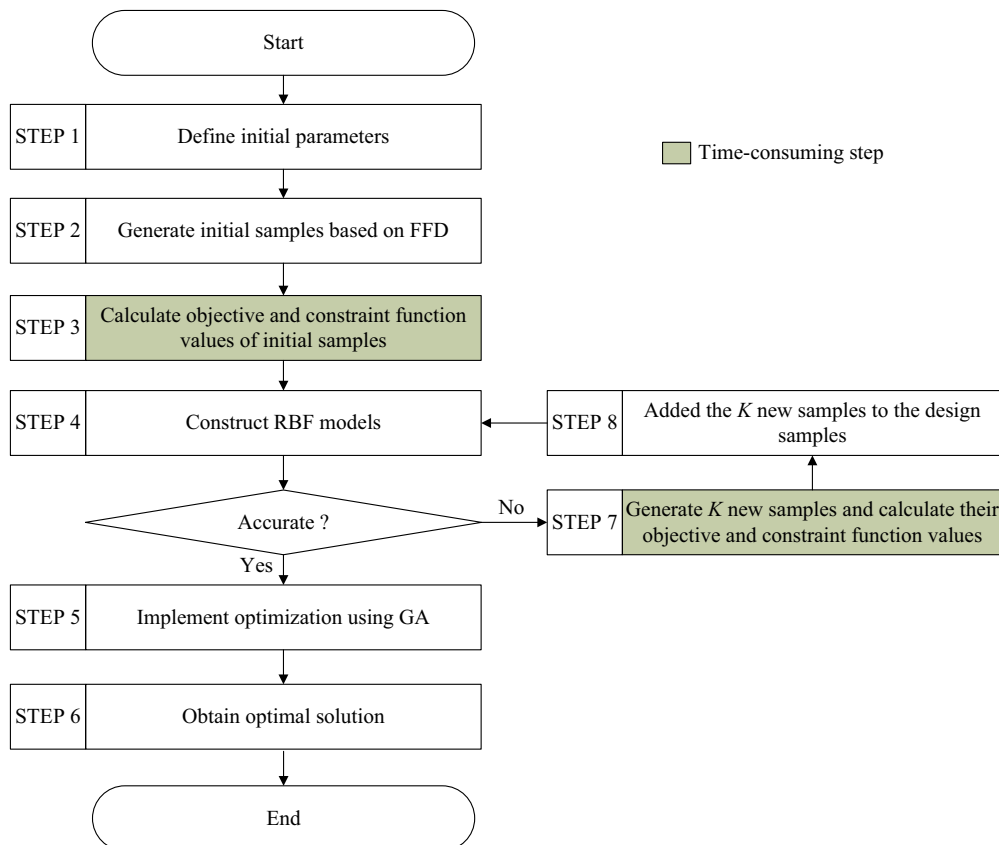 Start
STEP 1
Define initial parameters
Time-consuming step
STEP 2
Generate initial samples based on FFD
STEP 3
Calculate objective and constraint function
values of initial samples
STEP 4
Construct RBF models
STEP 8
Added the K new samples to the design
samples
Accurate ?
No
STEP 7
Generate K new samples and calculate their
objective and constraint function values
Yes
STEP 5
Implement optimization using GA
STEP 6
Obtain optimal solution
End